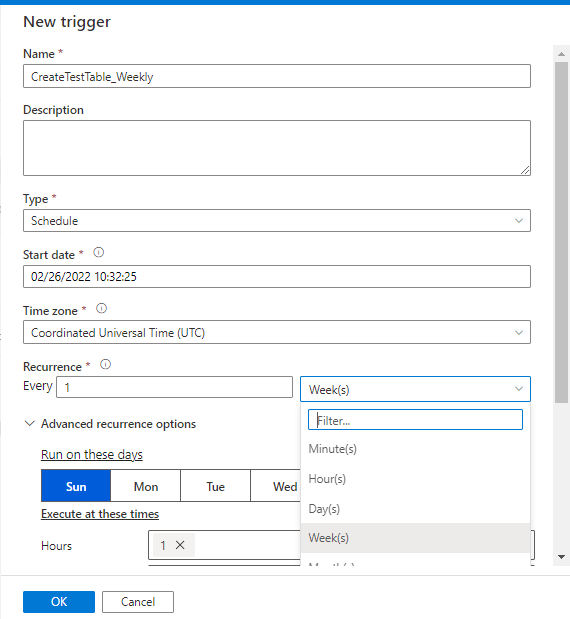 New trigger
Name *
CreateTestTable_Weekly
Description
Type *
Schedule
Start date *
02/26/2022 10:32:25
Time zone *
Coordinated Universal Time (UTC)
Recurrence *
Every 1 Week(s)
Filter...
Advanced recurrence options
Minute(s)
Run on these days
Hour(s)
Sun Mon Tue Wed
Day(s)
Execute at these times
Week(s)
Hours 1
Month(s)
OK Cancel